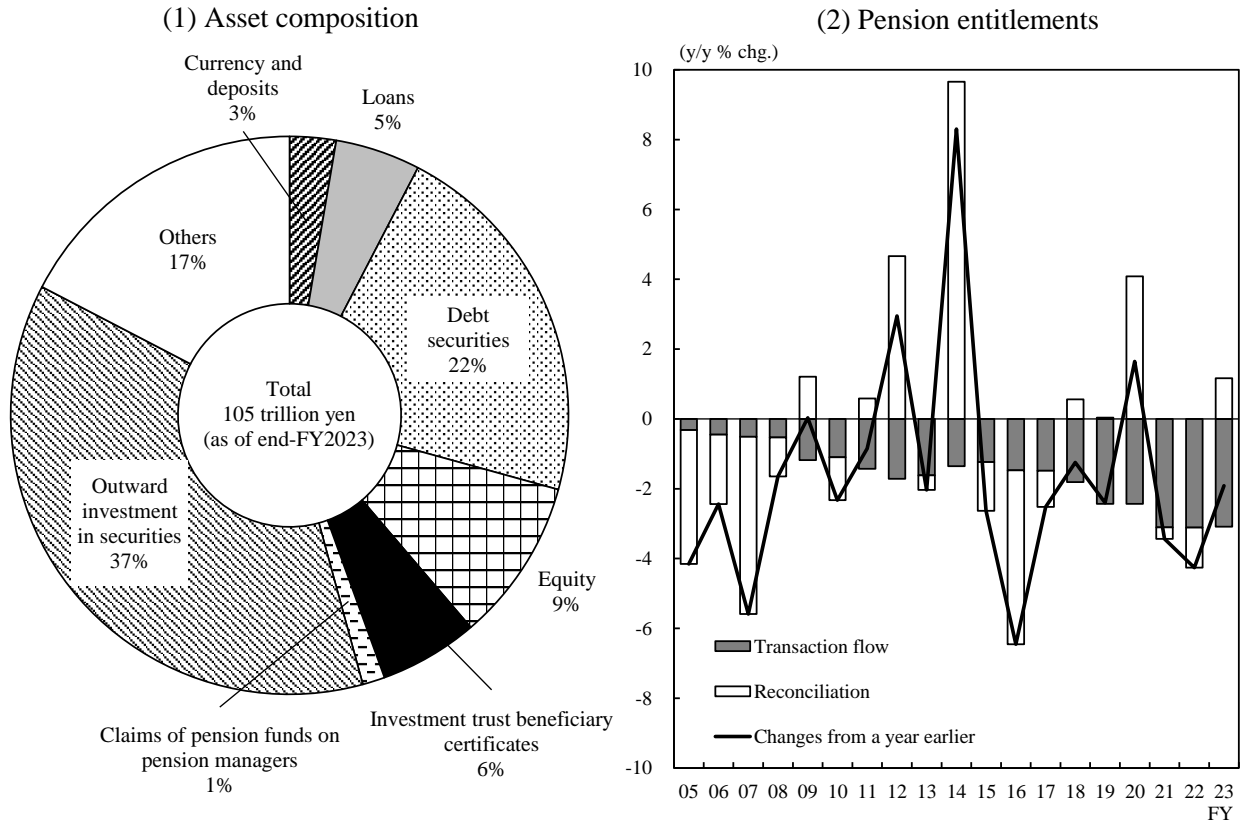 (1) Asset composition
Currency and
deposits
3%
Loans
5%
Debt
securities
22%
Equity
9%
Investment trust beneficiary
certificates
6%
Claims of pension funds on
pension managers
1%
Outward
investment
in securities
37%
Others
17%
Total
105 trillion yen
(as of end-FY2023)
(2) Pension entitlements
(y/y % chg.)
10
8
6
4
2
0
-2
-4
-6
-8
-10
Transaction flow
Reconciliation
Changes from a year earlier
05 06 07 08 09 10 11 12 13 14 15 16 17 18 19 20 21 22 23
FY